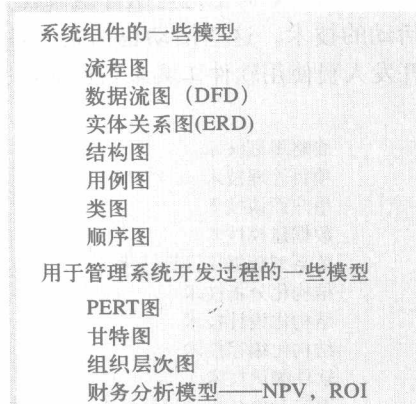 系统组件的一些模型
流程图
数据流图（DFD）
实体关系图(ERD)
结构图
用例图
类图
顺序图
用于管理系统开发过程的一些模型
PERT图
甘特图
组织层次图
财务分析模型——NPV，ROI